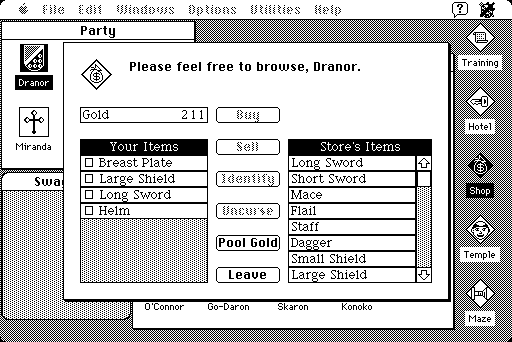 File Edit Windows Options Utilities Help
Party
Dranor
Miranda
Swa
Please feel free to browse, Dranor.
Gold 211
Your Items
Breast Plate
Large Shield
Long Sword
Helm
Buy
Sell
Identify
Uncurse
Pool Gold
Leave
Store's Items
Long Sword
Short Sword
Mace
Flail
Staff
Dagger
Small Shield
Large Shield
O'Connor Go-Daron Skaron Konoko
Training
Hotel
Shop
Temple
Maze